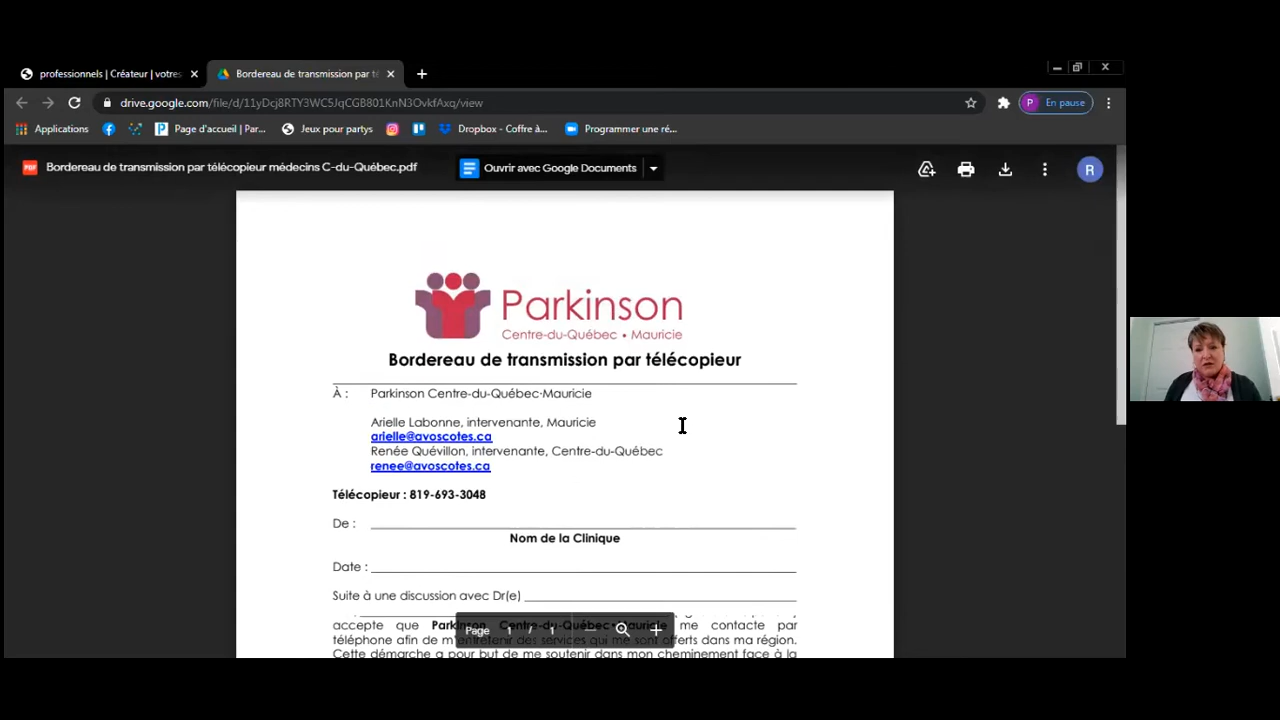 professionnels | Créateur | votres
Bordereau de transmission par té
drive.google.com/file/d/11yDcj8RTY3WC5JqCGB801KnN3OvkfAxq/view
P En pause
Applications
Page d'accueil | Par...
Jeux pour partys
Dropbox - Coffre à...
Programmer une ré...
PDF Bordereau de transmission par télécopieur médecins C-du-Québec.pdf
Ouvrir avec Google Documents
R
Parkinson
Centre-du-Québec • Mauricie
Bordereau de transmission par télécopieur
À : Parkinson Centre-du-Québec·Mauricie
Arielle Labonne, intervenante, Mauricie
arielle@avoscotes.ca
Renée Quévillon, intervenante, Centre-du-Québec
renee@avoscotes.ca
Télécopieur : 819-693-3048
De :
Nom de la Clinique
Date :
Suite à une discussion avec Dr(e)
accepte que Parkinson Centre-du-Québec•Mauricie me contacte par
téléphone afin de m'entretenir des services qui me sont offerts dans ma région.
Cette démarche a pour but de me soutenir dans mon cheminement face à la
Page 1 / 1